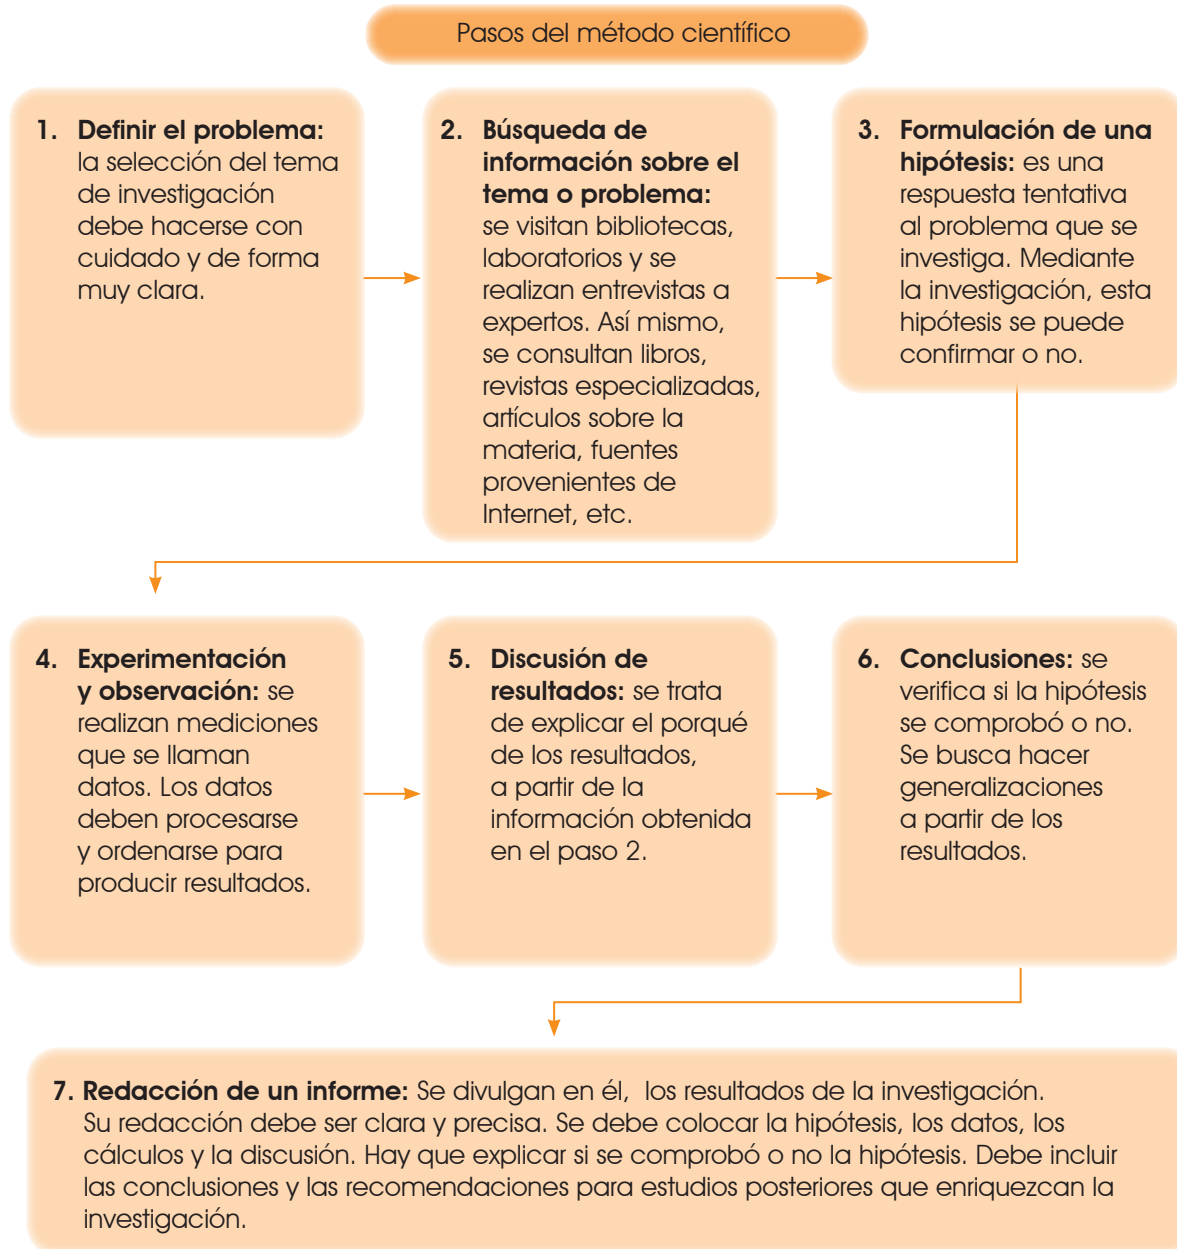 Pasos del método científico
1. Definir el problema:
la selección del tema
de investigación
debe hacerse con
cuidado y de forma
muy clara.
2. Búsqueda de
información sobre el
tema o problema:
se visitan bibliotecas,
laboratorios y se
realizan entrevistas a
expertos. Así mismo,
se consultan libros,
revistas especializadas,
artículos sobre la
materia, fuentes
provenientes de
Internet, etc.
3. Formulación de una
hipótesis: es una
respuesta tentativa
al problema que se
investiga. Mediante
la investigación, esta
hipótesis se puede
confirmar o no.
4. Experimentación
y observación: se
realizan mediciones
que se llaman
datos. Los datos
deben procesarse
y ordenarse para
producir resultados.
5. Discusión de
resultados: se trata
de explicar el porqué
de los resultados,
a partir de la
información obtenida
en el paso 2.
6. Conclusiones: se
verifica si la hipótesis
se comprobó o no.
Se busca hacer
generalizaciones
a partir de los
resultados.
7. Redacción de un informe: Se divulgan en él, los resultados de la investigación.
Su redacción debe ser clara y precisa. Se debe colocar la hipótesis, los datos, los
cálculos y la discusión. Hay que explicar si se comprobó o no la hipótesis. Debe incluir
las conclusiones y las recomendaciones para estudios posteriores que enriquezcan la
investigación.